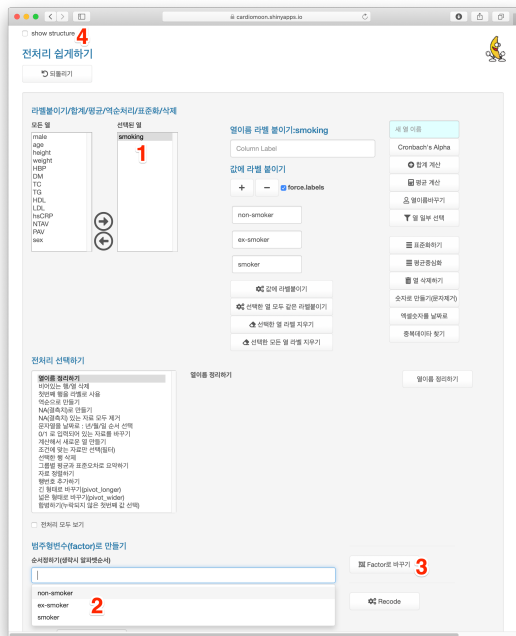 cardiomoon.shinyapps.io
show structure 4
전처리 쉽게하기
되돌리기
라벨붙이기/합계/평균/역순처리/표준화/삭제
모든 열
선택된 열
male
age
height
weight
HBP
DM
TC
TG
HDL
LDL
hsCRP
NTAV
PAV
sex
smoking
1
열이름 라벨 붙이기:smoking
Column Label
값에 라벨 붙이기
+ − force.labels
non-smoker
ex-smoker
smoker
값에 라벨붙이기
선택한 열 모두 같은 라벨붙이기
선택한 열 라벨 지우기
선택한 모든 열 라벨 지우기
새 열 이름
Cronbach's Alpha
합계 계산
평균 계산
열이름바꾸기
열 일부 선택
표준화하기
평균중심화
열 삭제하기
숫자로 만들기(문자제거)
엑셀숫자를 날짜로
중복데이타 찾기
전처리 선택하기
열이름 정리하기
비어있는 행/열 삭제
첫번째 행을 라벨로 사용
역순으로 만들기
NA(결측치)로 만들기
NA(결측치) 있는 자료 모두 제거
문자열을 날짜로 : 년/월/일 순서 선택
0/1 로 입력되어 있는 자료를 바꾸기
계산해서 새로운 열 만들기
조건에 맞는 자료만 선택(필터)
선택한 행 삭제
그룹별 평균과 표준오차로 요약하기
자료 정렬하기
행번호 추가하기
긴 형태로 바꾸기(pivot_longer)
넓은 형태로 바꾸기(pivot_wider)
합병하기(누락되지 않은 첫번째 값 선택)
열이름 정리하기
열이름 정리하기
전처리 모두 보기
범주형변수(factor)로 만들기
순서정하기(생략시 알파벳순서)
non-smoker
ex-smoker
smoker
2
Factor로 바꾸기 3
Recode